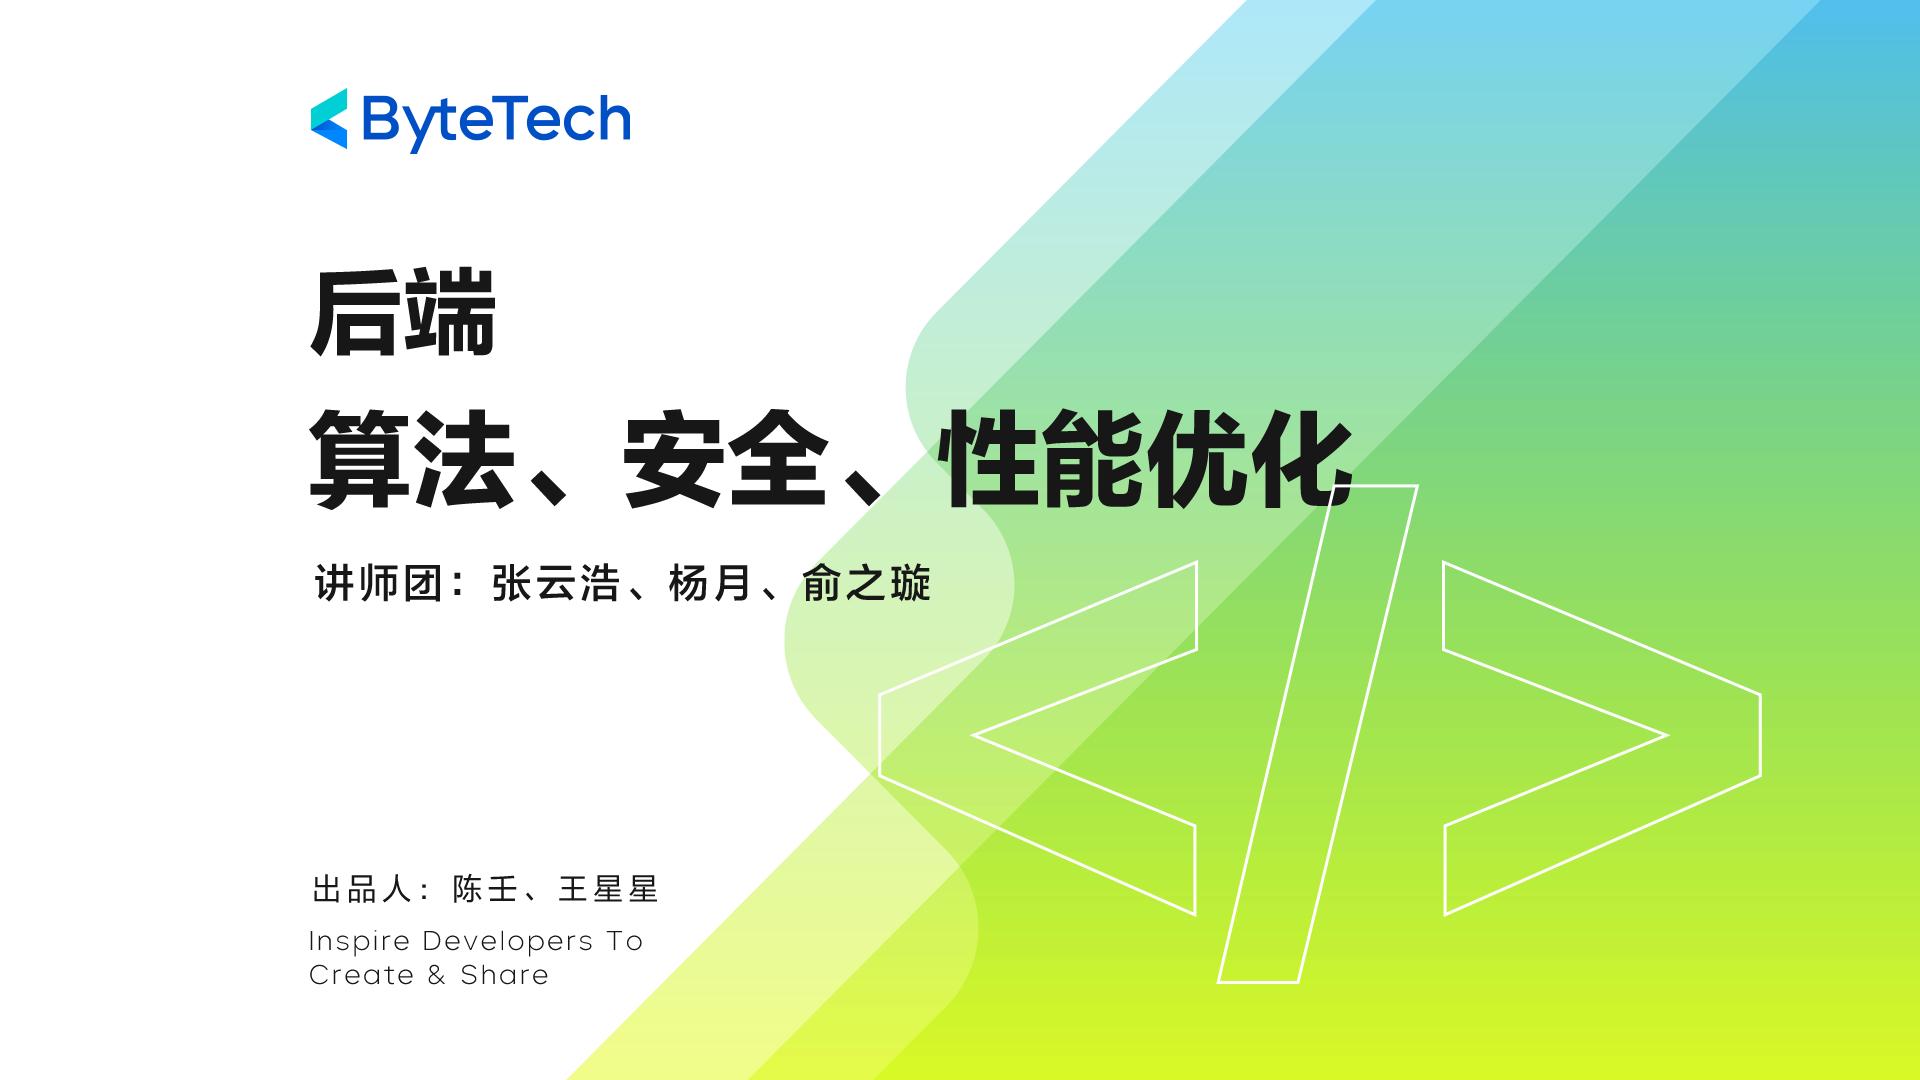 ByteTech
后端
算法、安全、性能优化
讲师团：张云浩、杨月、俞之璇
出品人：陈壬、王星星
Inspire Developers To
Create & Share